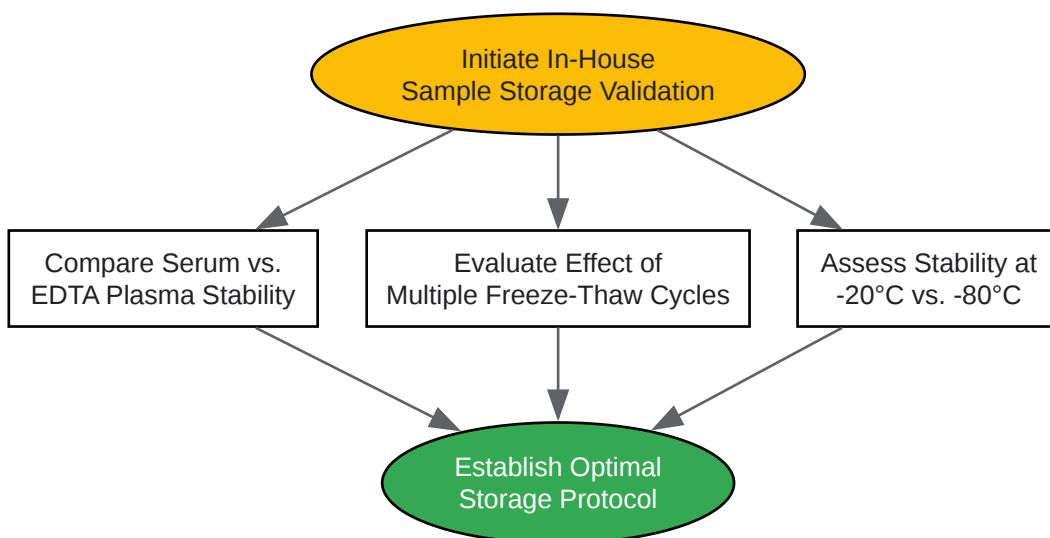 Initiate In-House
Sample Storage Validation
Compare Serum vs.
EDTA Plasma Stability
Evaluate Effect of
Multiple Freeze-Thaw Cycles
Assess Stability at
-20°C vs. -80°C
Establish Optimal
Storage Protocol